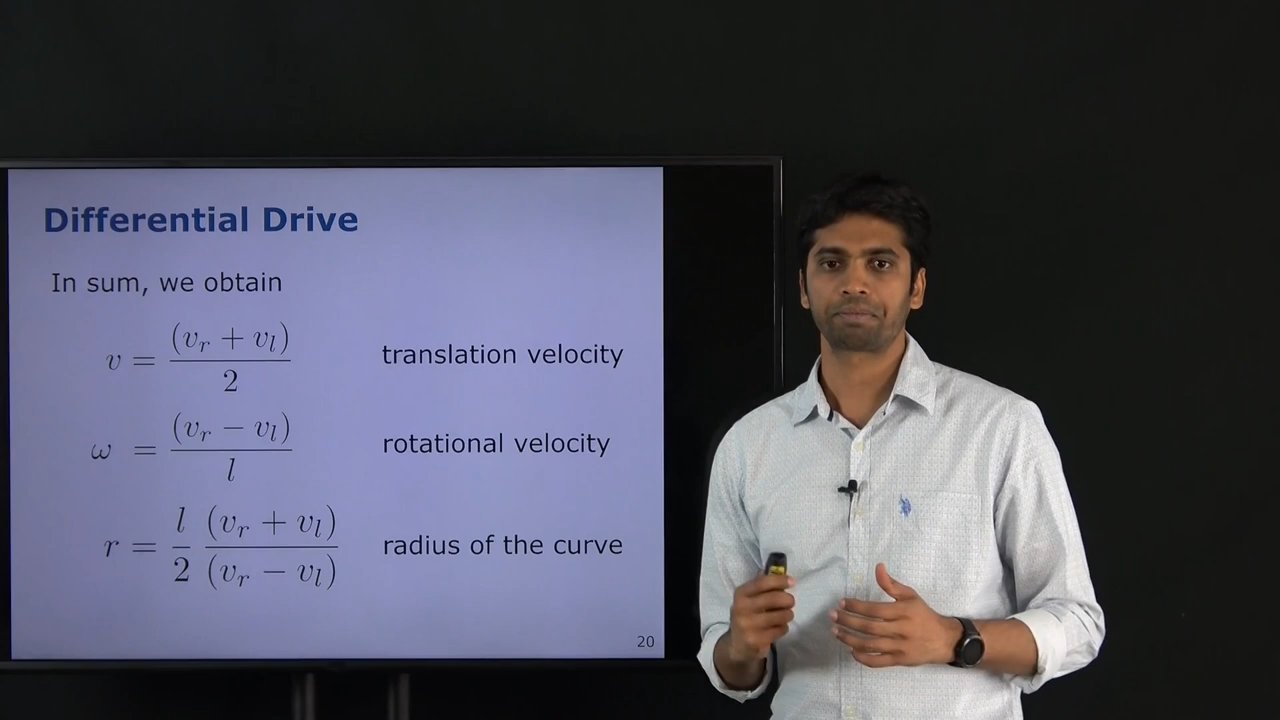 Differential Drive
In sum, we obtain
v = (v_r + v_l) / 2 translation velocity
ω = (v_r − v_l) / l rotational velocity
r = l/2 (v_r + v_l) / (v_r − v_l) radius of the curve
20